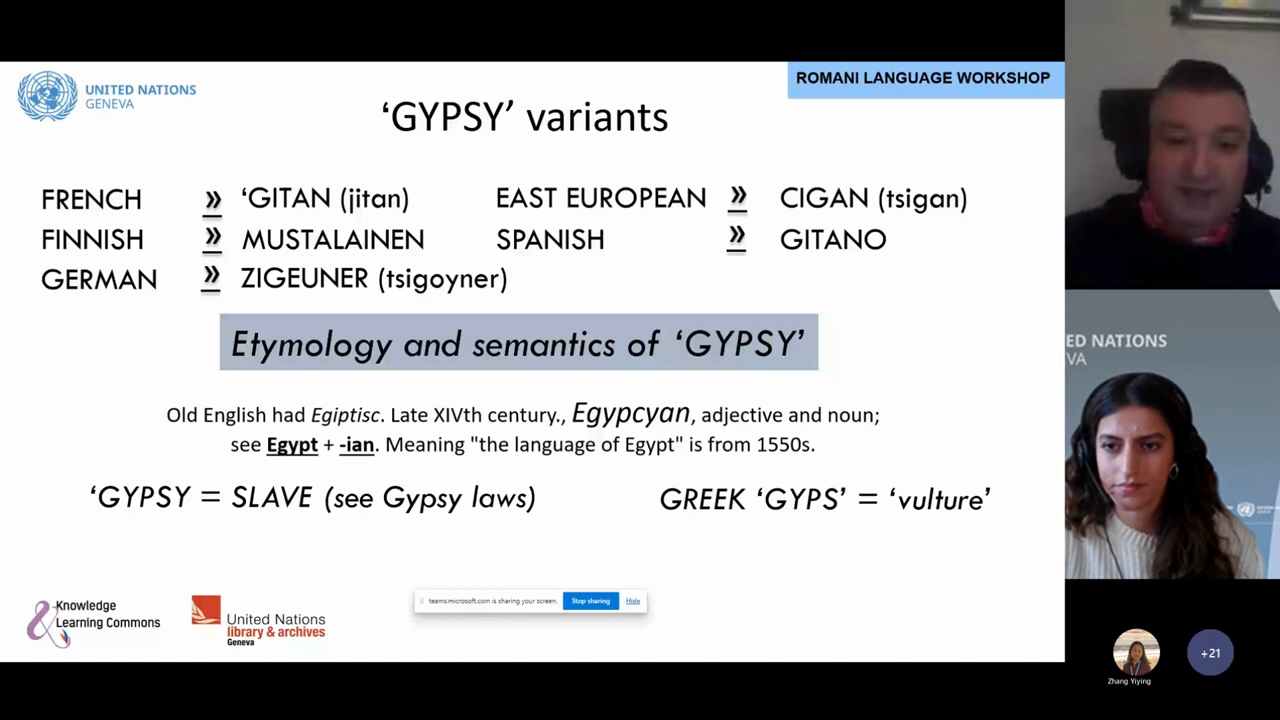 UNITED NATIONS
GENEVA
ROMANI LANGUAGE WORKSHOP
‘GYPSY’ variants
FRENCH » ‘GITAN (jitan)
FINNISH » MUSTALAINEN
GERMAN » ZIGEUNER (tsigoyner)
EAST EUROPEAN » CIGAN (tsigan)
SPANISH » GITANO
Etymology and semantics of ‘GYPSY’
Old English had Egiptisc. Late XIVth century., Egypcyan, adjective and noun;
see Egypt + -ian. Meaning "the language of Egypt" is from 1550s.
‘GYPSY = SLAVE (see Gypsy laws)
GREEK ‘GYPS’ = ‘vulture’
Knowledge
& Learning Commons
United Nations
library & archives
Geneva
teams.microsoft.com is sharing your screen.
Stop sharing
Hide
ED NATIONS
VA
Zhang Yiying
+21